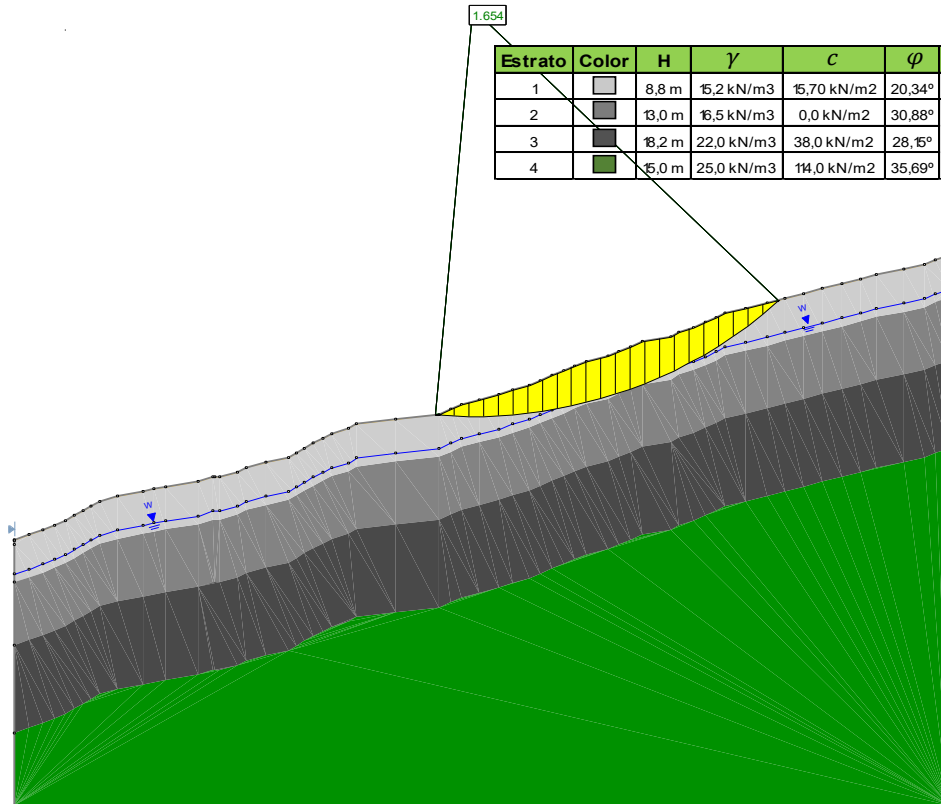 1.654
Estrato Color H γ c φ
1 8,8 m 15,2 kN/m3 15,70 kN/m2 20,34º
2 13,0 m 16,5 kN/m3 0,0 kN/m2 30,88º
3 18,2 m 22,0 kN/m3 38,0 kN/m2 28,15º
4 15,0 m 25,0 kN/m3 114,0 kN/m2 35,69º
W
W